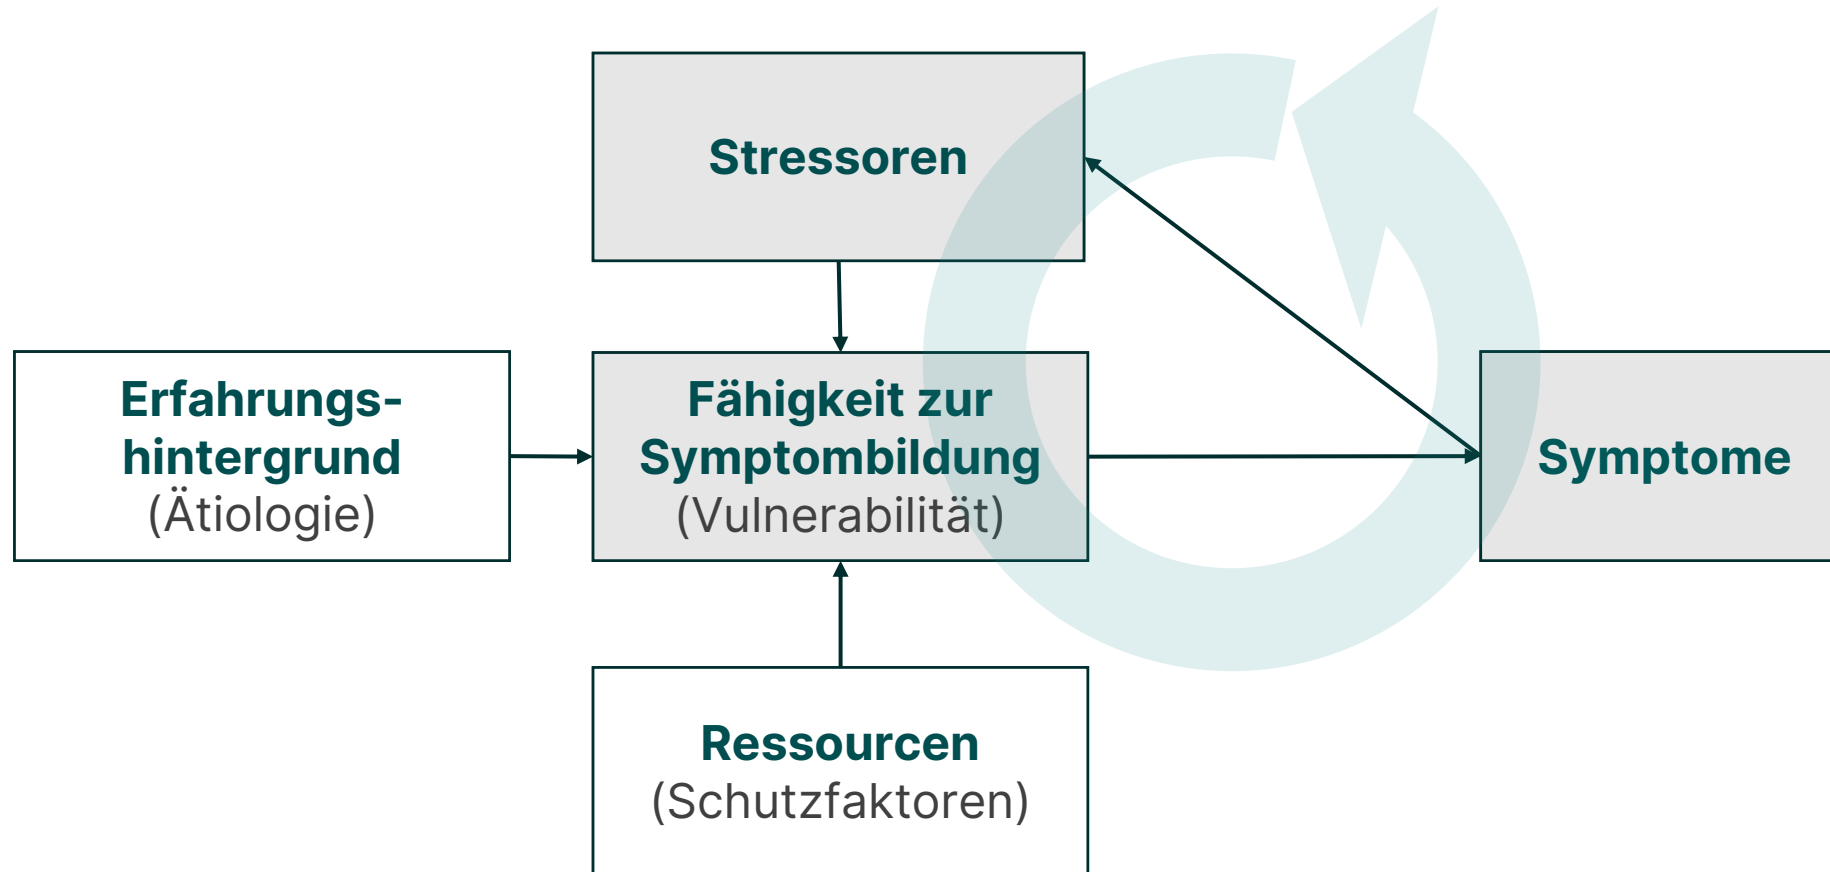 Stressoren
Erfahrungs-
hintergrund
(Ätiologie)
Fähigkeit zur
Symptombildung
(Vulnerabilität)
Symptome
Ressourcen
(Schutzfaktoren)